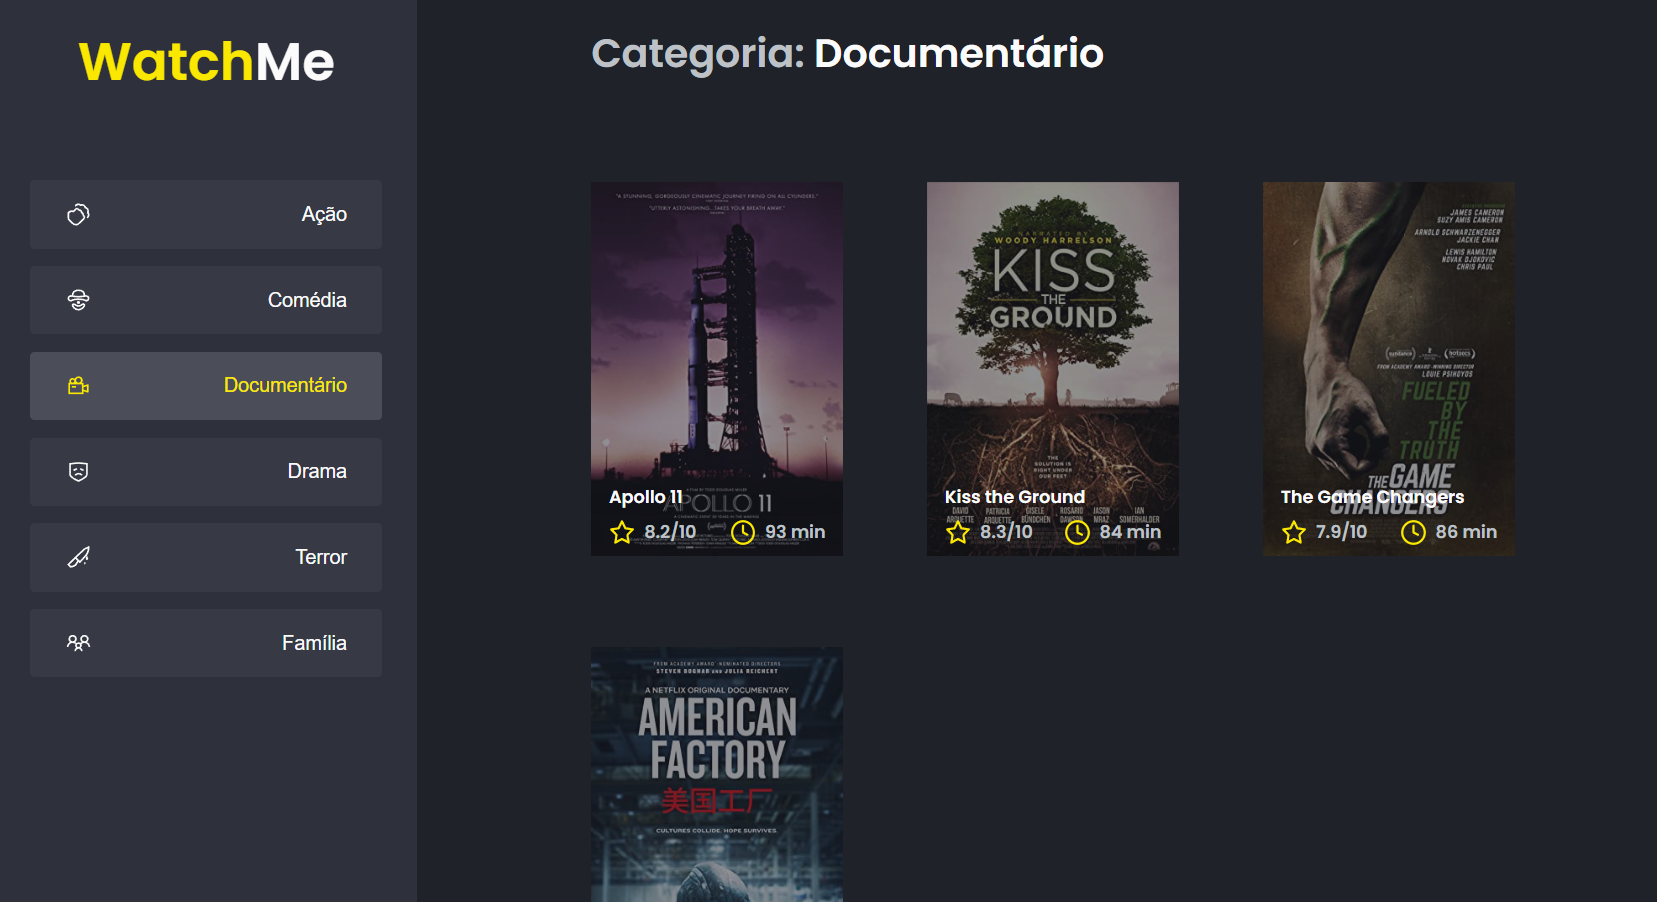 WatchMe
Categoria: Documentário
Ação
Comédia
Documentário
Drama
Terror
Família
"A STUNNING, GORGEOUSLY CINEMATIC JOURNEY FIRING ON ALL CYLINDERS."
"UTTERLY ASTONISHING...TAKES YOUR BREATH AWAY."
APOLLO 11
Apollo 11
8.2/10
93 min
NARRATED BY
WOODY HARRELSON
KISS
THE
GROUND
THE
SOLUTION IS
RIGHT UNDER
OUR FEET
Kiss the Ground
DAVID ARQUETTE
PATRICIA ARQUETTE
GISELE BÜNDCHEN
ROSARIO DAWSON
JASON MRAZ
IAN SOMERHALDER
8.3/10
84 min
JAMES CAMERON
SUZY AMIS CAMERON
ARNOLD SCHWARZENEGGER
JACKIE CHAN
LEWIS HAMILTON
NOVAK DJOKOVIC
CHRIS PAUL
sundance
hotdocs
FROM ACADEMY AWARD-WINNING DIRECTOR
LOUIE PSIHOYOS
FUELED
BY
THE
TRUTH
THE GAME
CHANGERS
The Game Changers
7.9/10
86 min
FROM ACADEMY AWARD-NOMINATED DIRECTORS
STEVEN BOGNAR AND JULIA REICHERT
A NETFLIX ORIGINAL DOCUMENTARY
AMERICAN
FACTORY
美国工厂
CULTURES COLLIDE. HOPE SURVIVES.